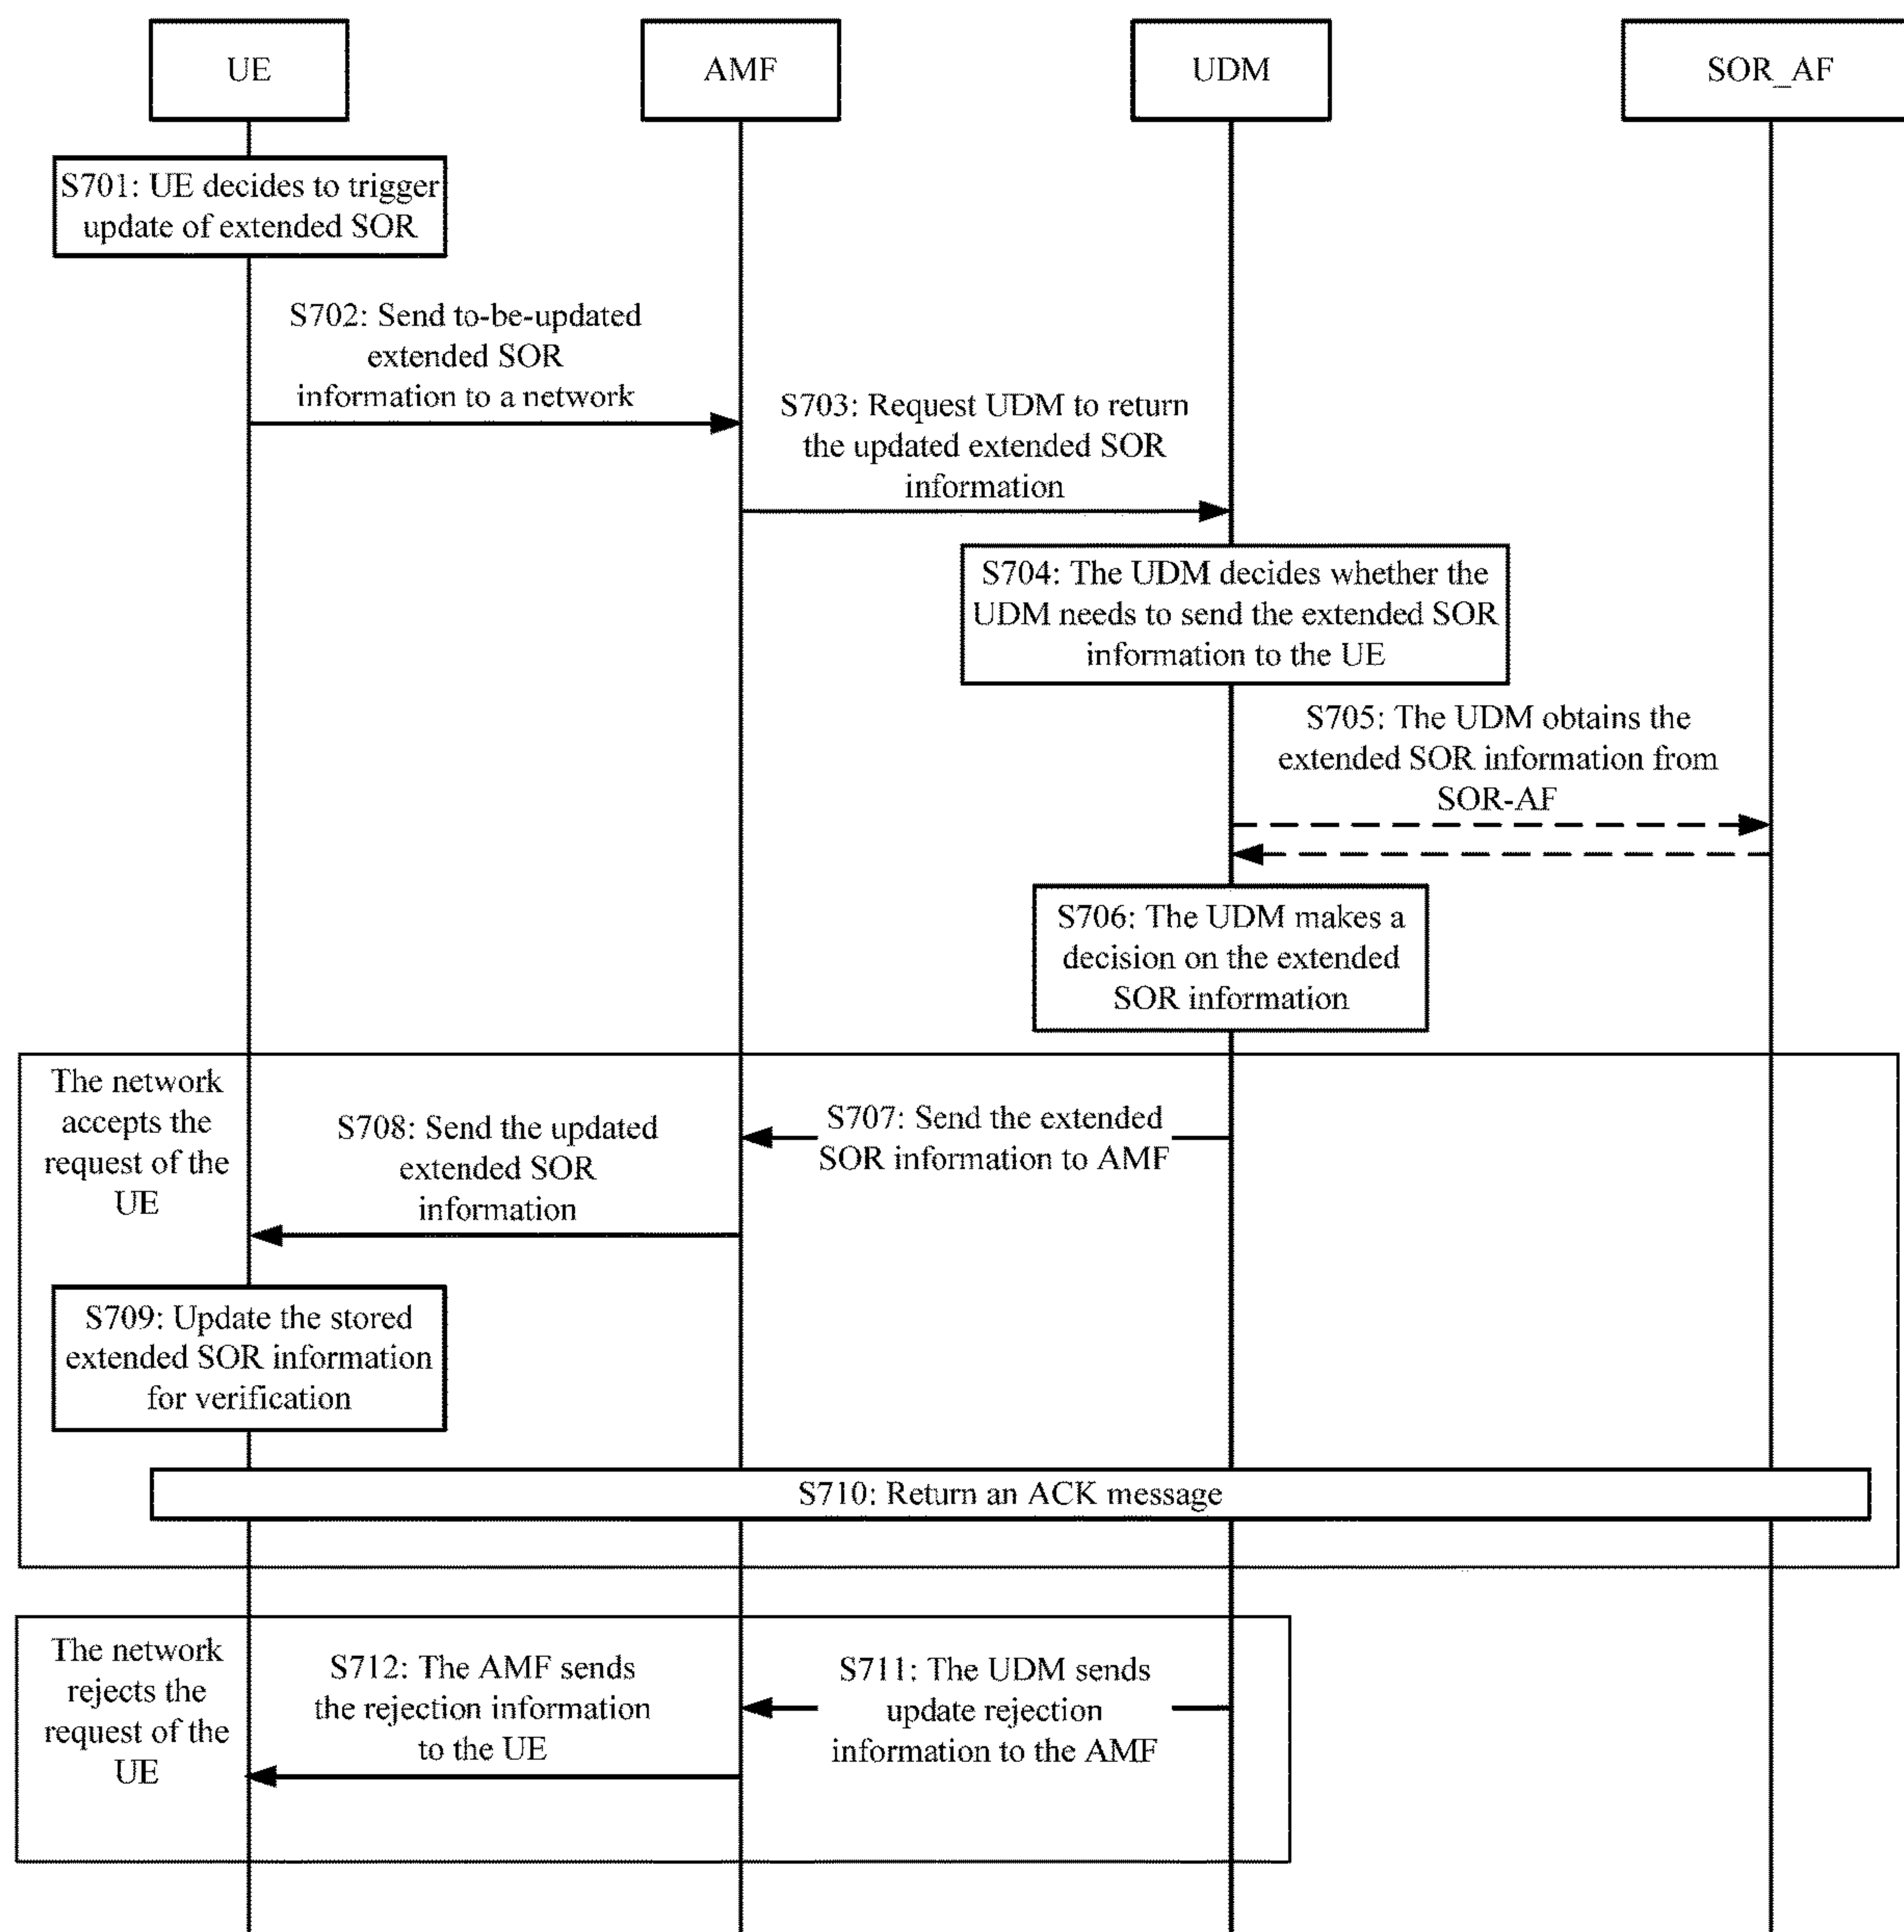 UE
AMF
UDM
SOR_AF
S701: UE decides to trigger
update of extended SOR
S702: Send to-be-updated
extended SOR
information to a network
S703: Request UDM to return
the updated extended SOR
information
S704: The UDM decides whether the
UDM needs to send the extended SOR
information to the UE
S705: The UDM obtains the
extended SOR information from
SOR-AF
S706: The UDM makes a
decision on the extended
SOR information
The network
accepts the
request of the
UE
S707: Send the extended
SOR information to AMF
S708: Send the updated
extended SOR
information
S709: Update the stored
extended SOR information
for verification
S710: Return an ACK message
The network
rejects the
request of the
UE
S712: The AMF sends
the rejection information
to the UE
S711: The UDM sends
update rejection
information to the AMF